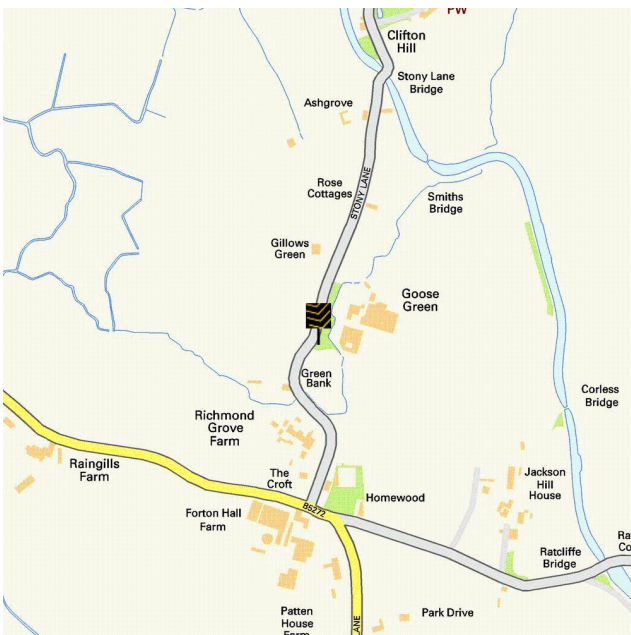 PW
Clifton
Hill
Stony Lane
Bridge
Ashgrove
Rose
Cottages
STONY LANE
Smiths
Bridge
Gillows
Green
Goose
Green
Green
Bank
Corless
Bridge
Richmond
Grove
Farm
Raingills
Farm
The
Croft
Homewood
Jackson
Hill
House
B5272
Forton Hall
Farm
Ratcliffe
Bridge
Patten
House
Park Drive
LANE